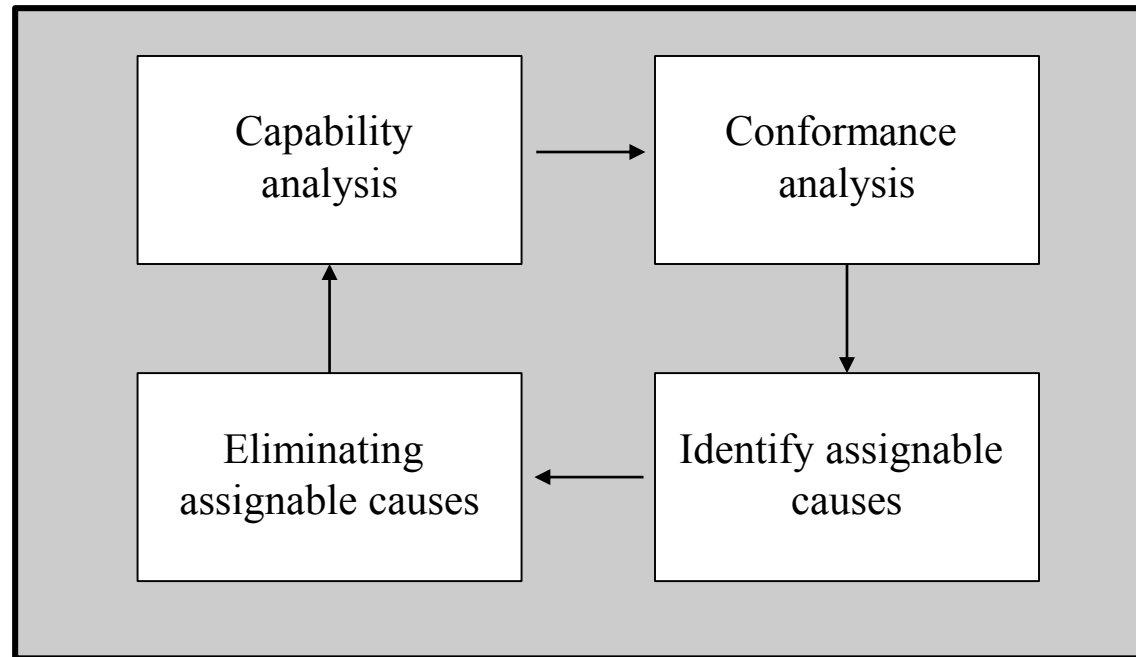 Capability
analysis
Conformance
analysis
Eliminating
assignable causes
Identify assignable
causes